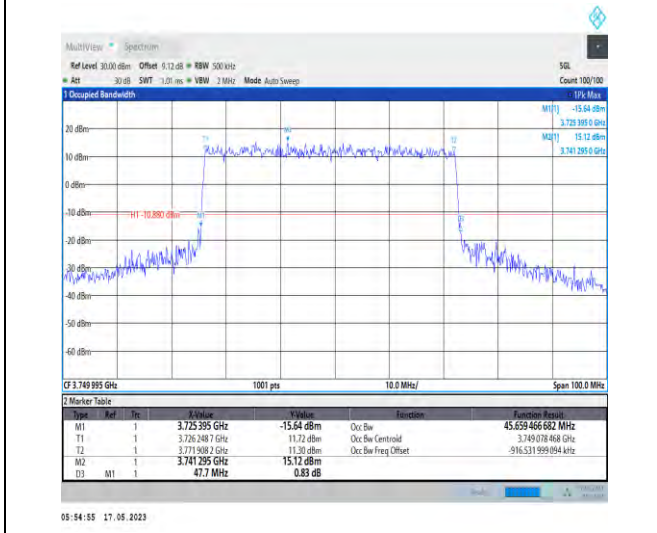 MultiView Spectrum
Ref Level 30.00 dBm Offset 9.12 dB RBW 500 kHz SGL
Att 30 dB SWT 1.01 ms VBW 2 MHz Mode Auto Sweep Count 100/100
1 Occupied Bandwidth 1Pk Max
M1[1] -15.64 dBm
3.725 395 0 GHz
M2[1] 15.12 dBm
3.741 295 0 GHz
20 dBm
T1 M2 T2
10 dBm
0 dBm
-10 dBm
H1 -10.880 dBm M1 D3
-20 dBm
-30 dBm
-40 dBm
-50 dBm
-60 dBm
CF 3.749 995 GHz 1001 pts 10.0 MHz/ Span 100.0 MHz
2 Marker Table
Type Ref Trc X-Value Y-Value Function Function Result
M1 1 3.725 395 GHz -15.64 dBm Occ Bw 45.659 466 682 MHz
T1 1 3.726 248 7 GHz 11.72 dBm Occ Bw Centroid 3.749 078 468 GHz
T2 1 3.771 908 2 GHz 11.30 dBm Occ Bw Freq Offset -916.531 999 094 kHz
M2 1 3.741 295 GHz 15.12 dBm
D3 M1 1 47.7 MHz 0.83 dB
05:54:55 17.05.2023